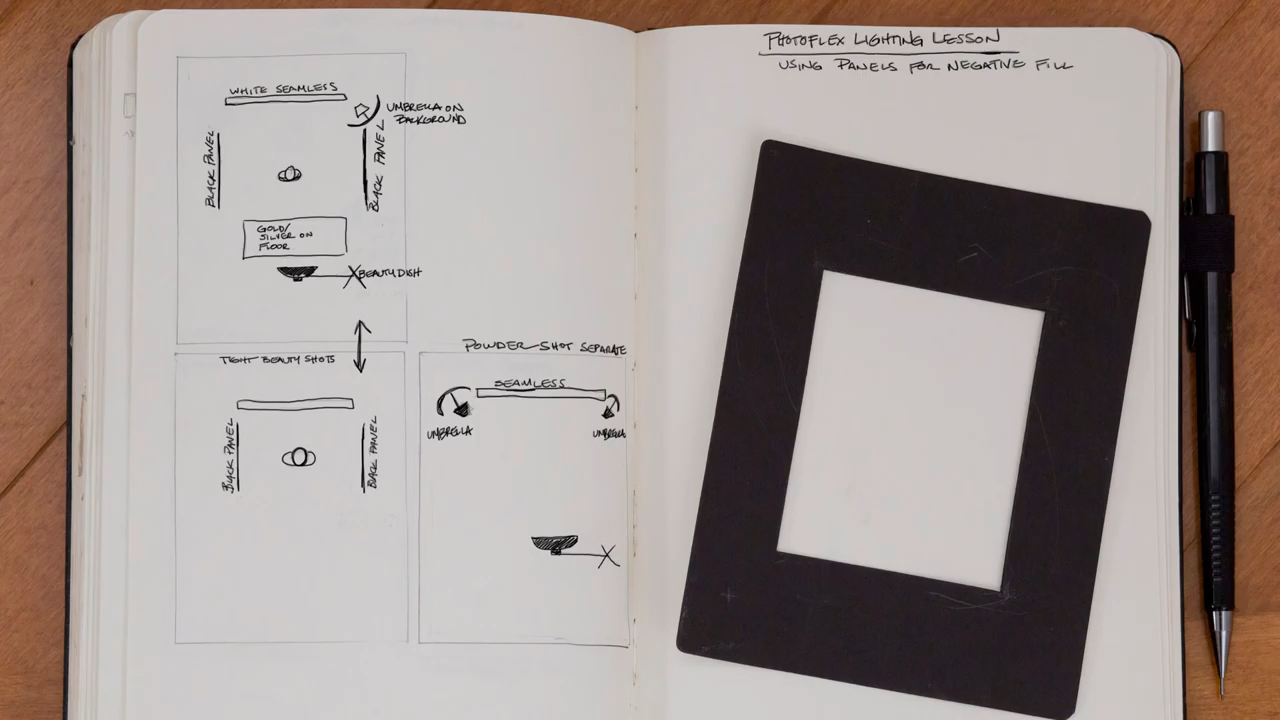 WHITE SEAMLESS
UMBRELLA ON
BACKGROUND
BLACK PANEL
BLACK PANEL
GOLD/
SILVER ON
FLOOR
BEAUTY DISH
TIGHT BEAUTY SHOTS
BLACK PANEL
BLACK PANEL
POWDER SHOT SEPARATE
SEAMLESS
UMBRELLA
UMBRELLA
PHOTOFLEX LIGHTING LESSON
USING PANELS FOR NEGATIVE FILL